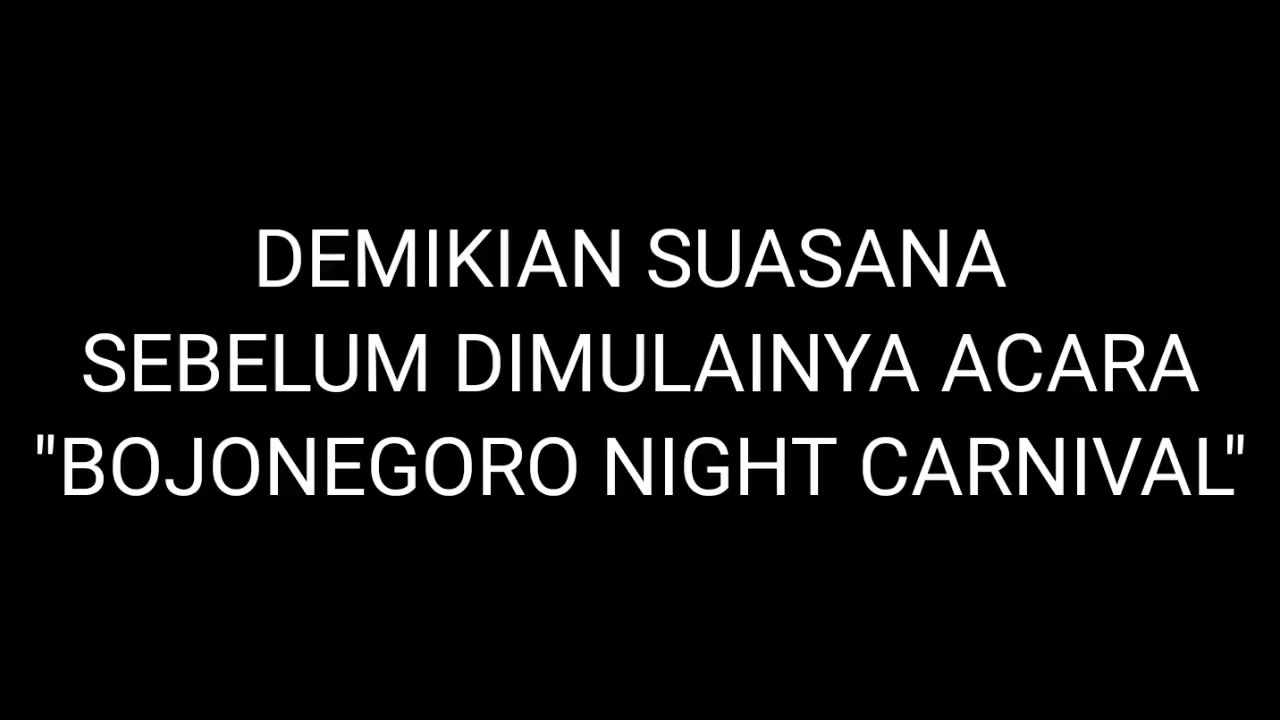 DEMIKIAN SUASANA
SEBELUM DIMULAINYA ACARA
"BOJONEGORO NIGHT CARNIVAL"